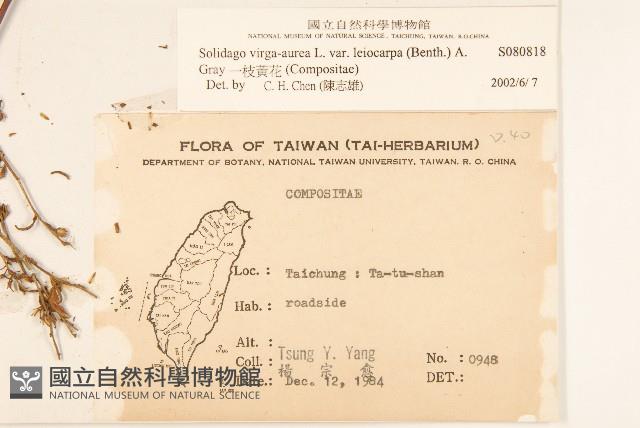 國立自然科學博物館
NATIONAL MUSEUM OF NATURAL SCIENCE, TAICHUNG, TAIWAN, R.O.CHINA
Solidago virga-aurea L. var. leiocarpa (Benth.) A. S080818
Gray 一枝黃花 (Compositae)
Det. by C. H. Chen (陳志雄) 2002/6/ 7
v.40
FLORA OF TAIWAN (TAI-HERBARIUM)
DEPARTMENT OF BOTANY, NATIONAL TAIWAN UNIVERSITY, TAIWAN, R. O. CHINA
COMPOSITAE
Loc. : Taichung : Ta-tu-shan
Hab. : roadside
Alt. :
Coll. : Tsung Y. Yang No. : 0948
楊 宗 愈
Dec. 12, 1984 DET. :
國立自然科學博物館
NATIONAL MUSEUM OF NATURAL SCIENCE